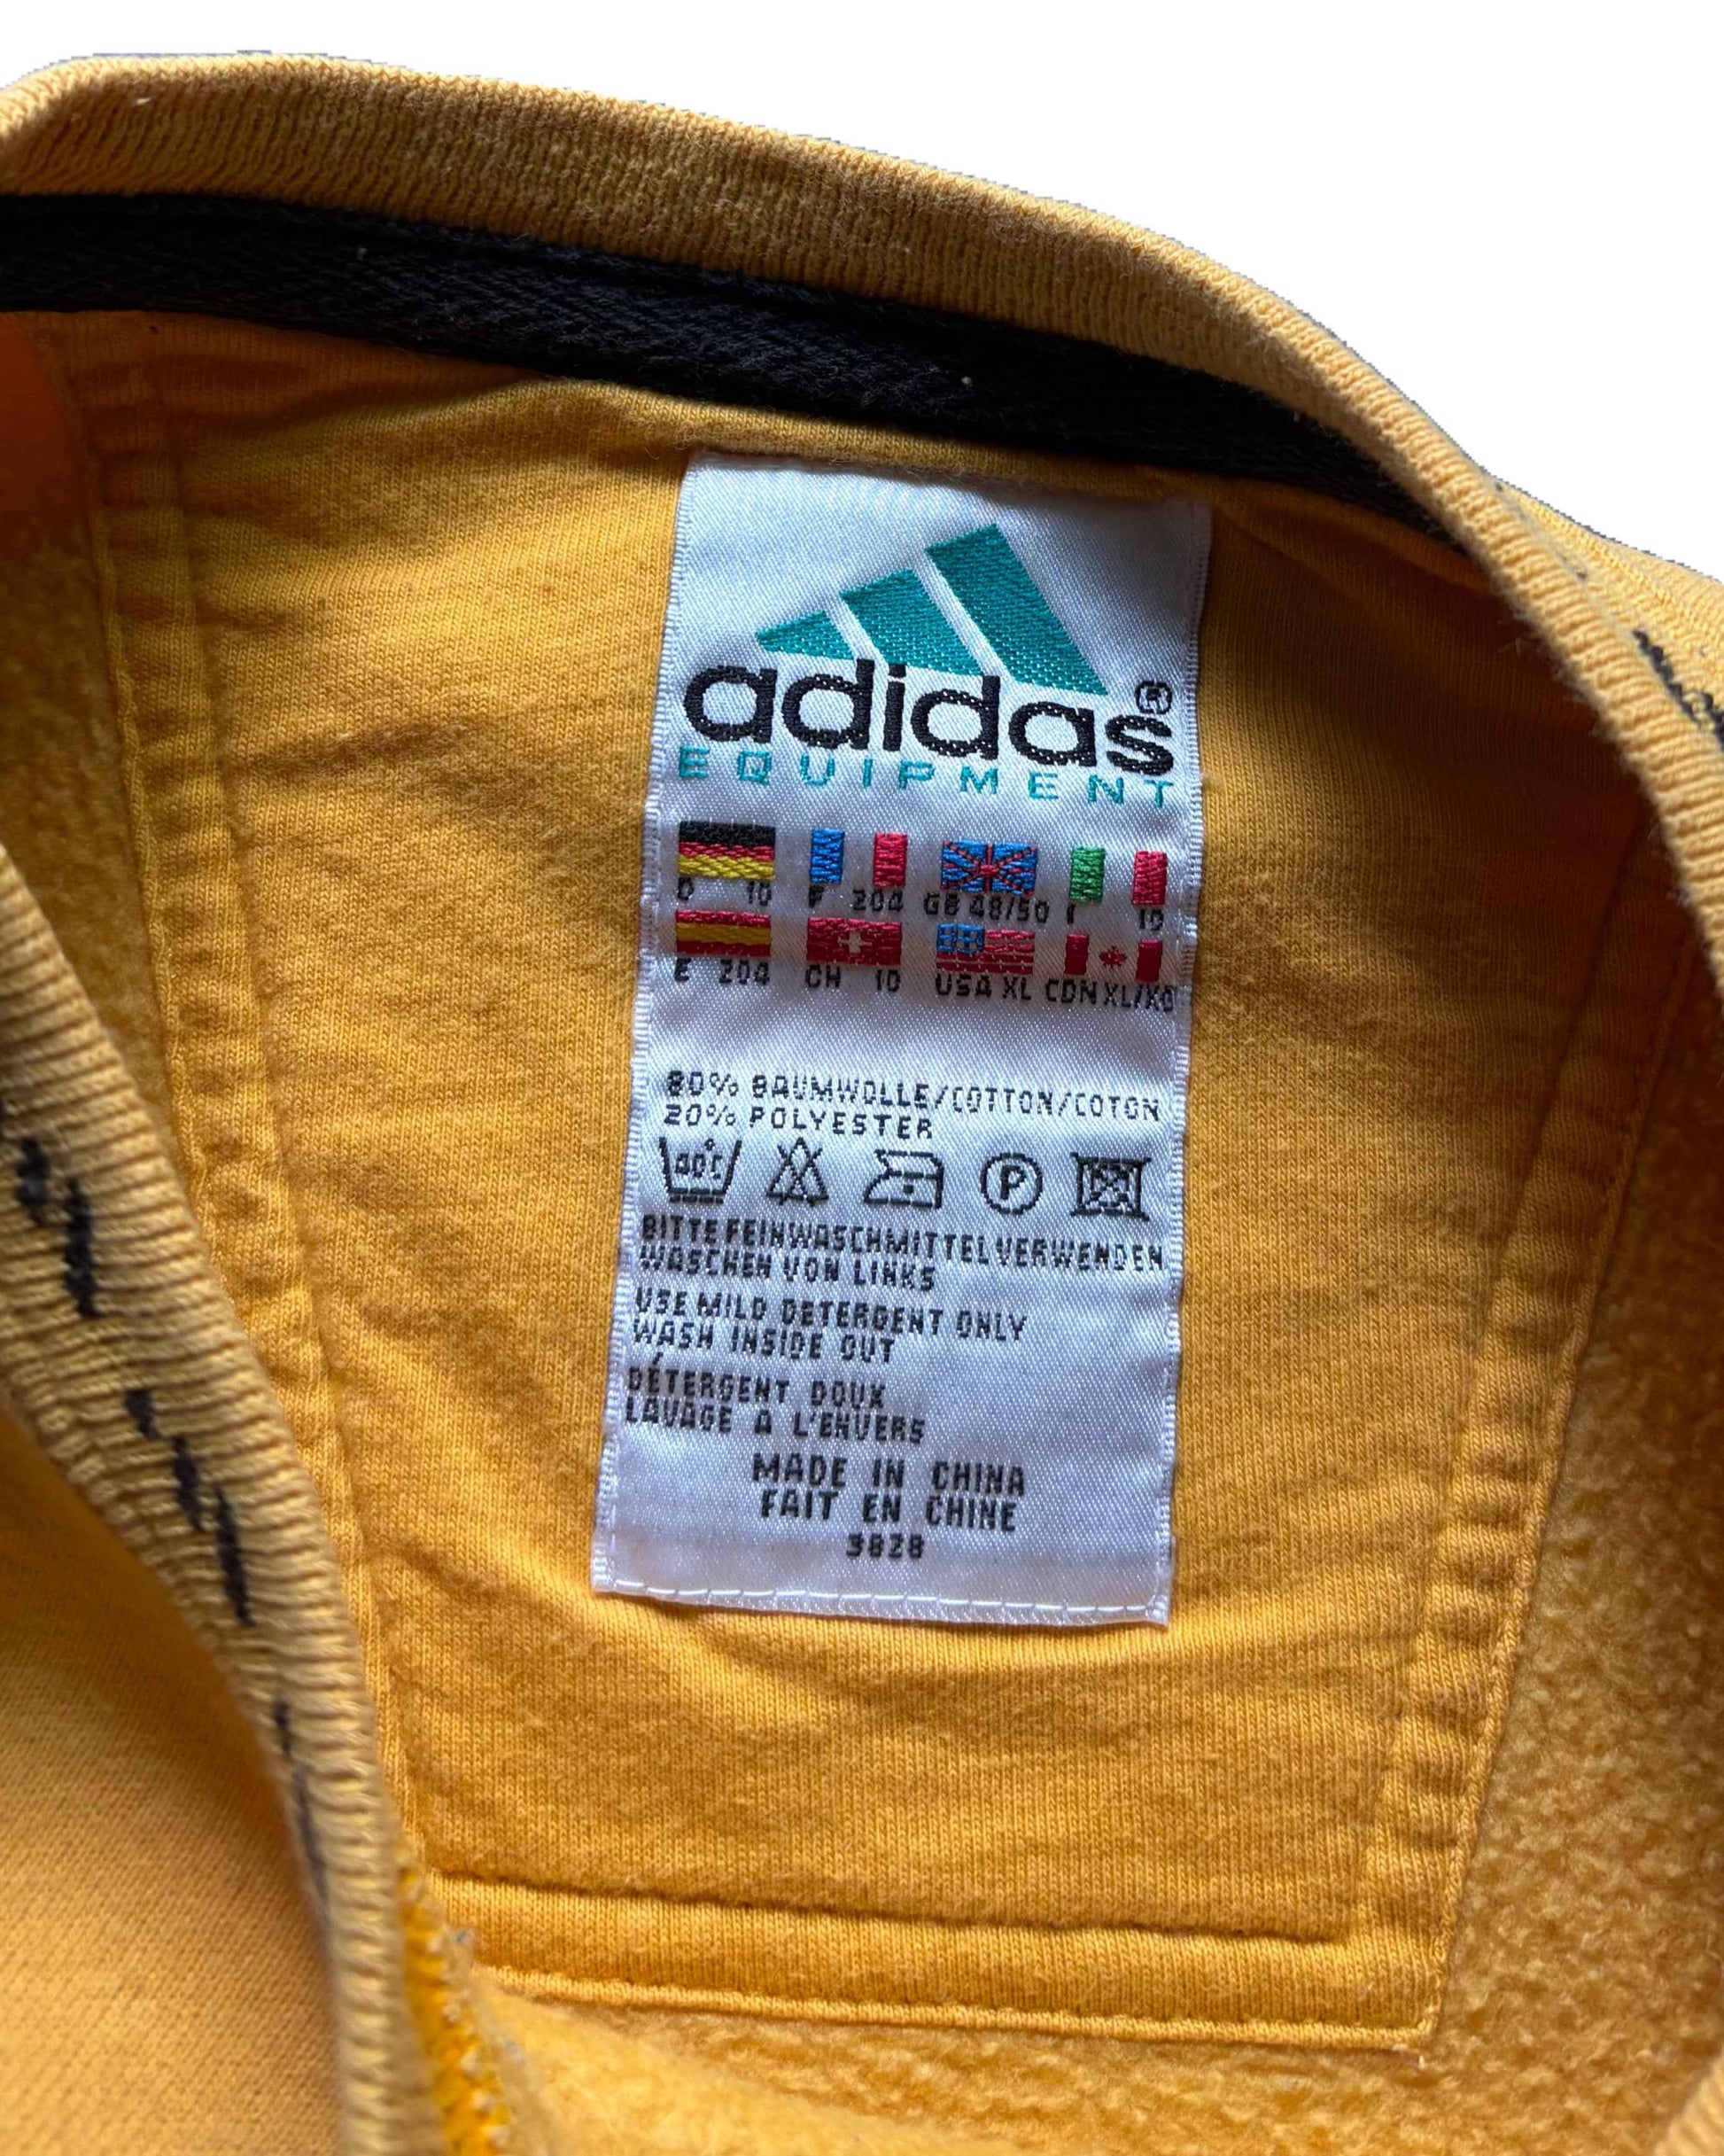 adidas®
EQUIPMENT
D 10 F 204 GB 48/50 I 10
E 204 CH 10 USA XL CDN XL/XG
80% BAUMWOLLE/COTTON/COTON
20% POLYESTER
40°C P
BITTE FEINWASCHMITTEL VERWENDEN
WASCHEN VON LINKS
USE MILD DETERGENT ONLY
WASH INSIDE OUT
DÉTERGENT DOUX
LAVAGE A L'ENVERS
MADE IN CHINA
FAIT EN CHINE
3828